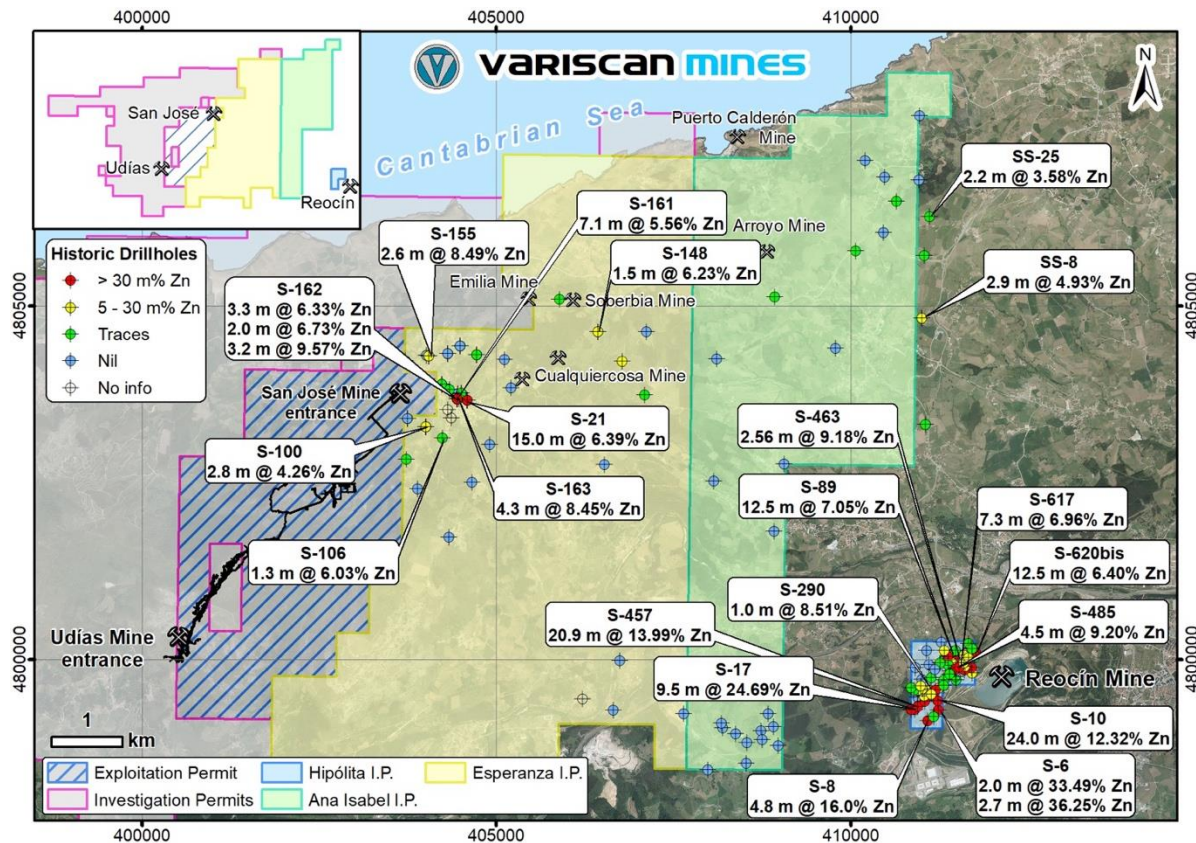 400000
405000
410000
VARISCAN MINES
N
San José
Udías
Reocín
Cantabrian Sea
Puerto Calderón
Mine
SS-25
2.2 m @ 3.58% Zn
S-161
7.1 m @ 5.56% Zn
S-155
2.6 m @ 8.49% Zn
S-148
1.5 m @ 6.23% Zn
Arroyo Mine
Historic Drillholes
> 30 m% Zn
5 - 30 m% Zn
Traces
Nil
No info
Emilia Mine
Soberbia Mine
SS-8
2.9 m @ 4.93% Zn
S-162
3.3 m @ 6.33% Zn
2.0 m @ 6.73% Zn
3.2 m @ 9.57% Zn
4805000
4805000
Cualquiercosa Mine
San José Mine
entrance
S-21
15.0 m @ 6.39% Zn
S-463
2.56 m @ 9.18% Zn
S-100
2.8 m @ 4.26% Zn
S-163
4.3 m @ 8.45% Zn
S-89
12.5 m @ 7.05% Zn
S-617
7.3 m @ 6.96% Zn
S-106
1.3 m @ 6.03% Zn
S-620bis
12.5 m @ 6.40% Zn
S-290
1.0 m @ 8.51% Zn
S-457
20.9 m @ 13.99% Zn
S-485
4.5 m @ 9.20% Zn
Udías Mine
entrance
4800000
4800000
S-17
9.5 m @ 24.69% Zn
Reocín Mine
S-10
24.0 m @ 12.32% Zn
1
km
S-8
4.8 m @ 16.0% Zn
S-6
2.0 m @ 33.49% Zn
2.7 m @ 36.25% Zn
Exploitation Permit
Hipólita I.P.
Esperanza I.P.
Investigation Permits
Ana Isabel I.P.
400000
405000
410000